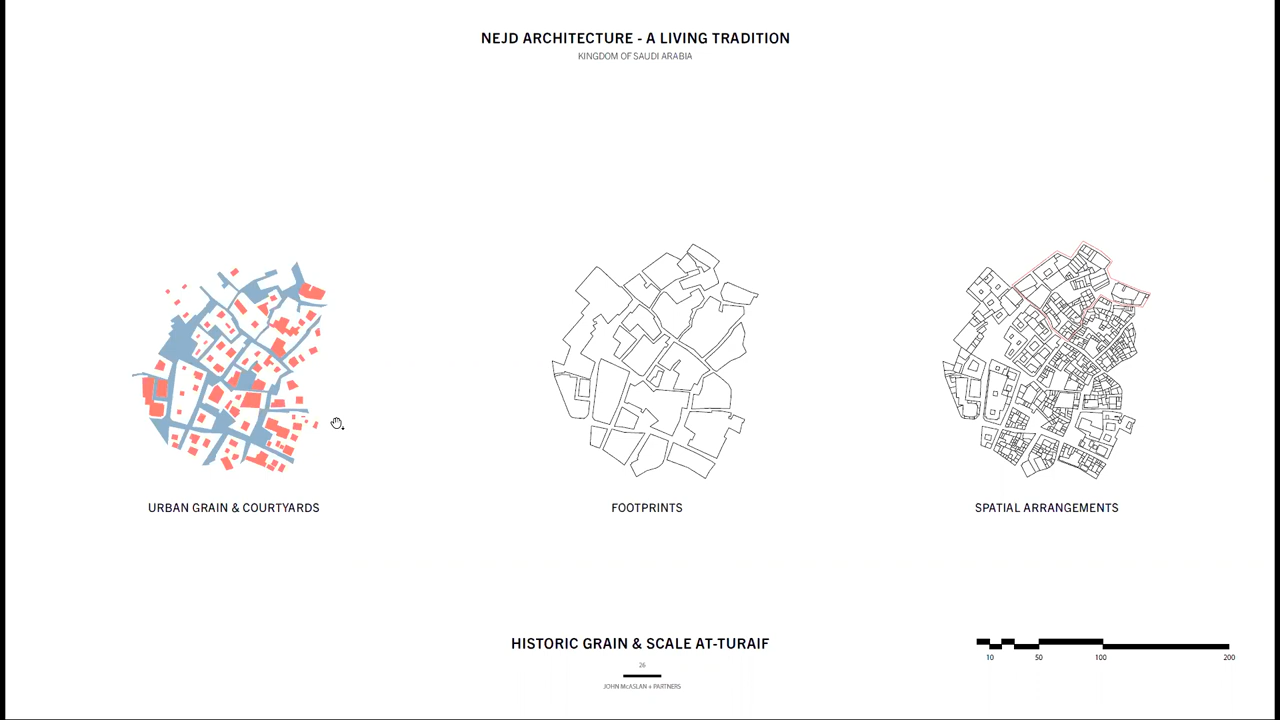 NEJD ARCHITECTURE - A LIVING TRADITION
KINGDOM OF SAUDI ARABIA
URBAN GRAIN & COURTYARDS
FOOTPRINTS
SPATIAL ARRANGEMENTS
HISTORIC GRAIN & SCALE AT-TURAIF
26
JOHN McASLAN + PARTNERS
10 50 100 200